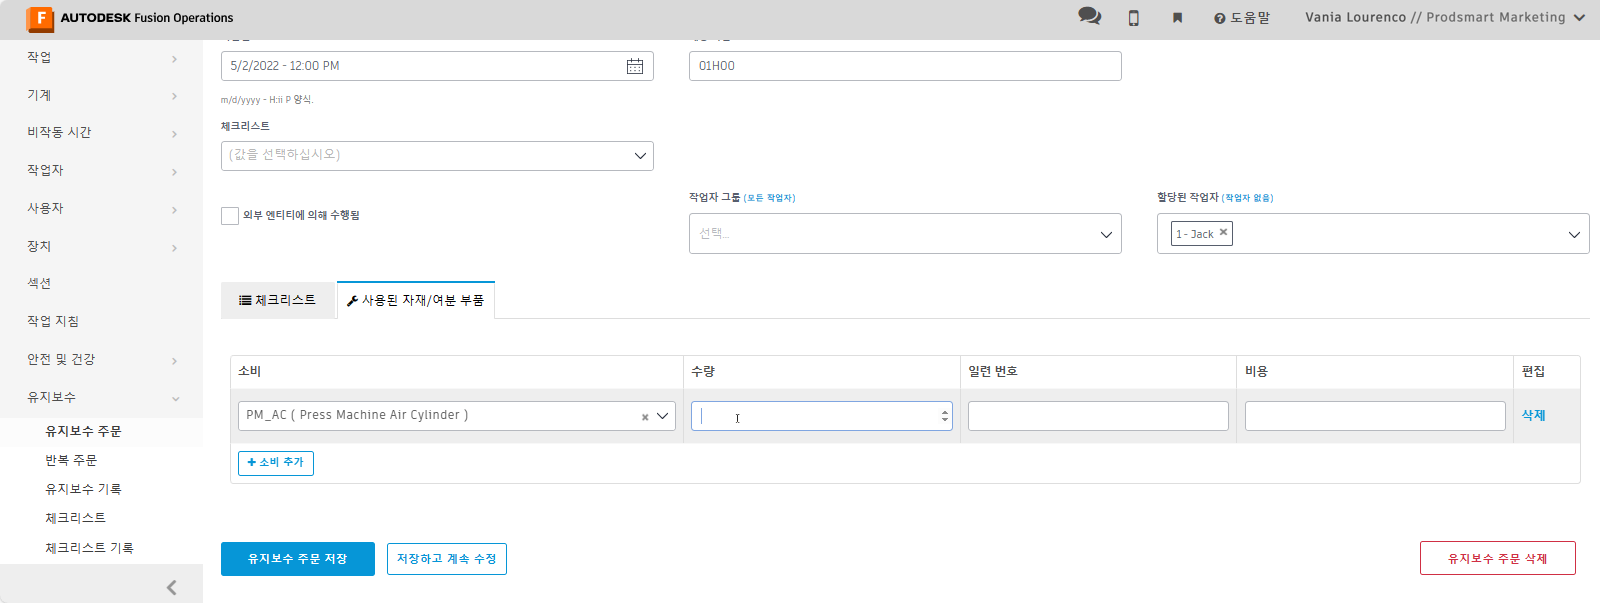 AUTODESK Fusion Operations
도움말
Vania Lourenco // Prodsmart Marketing
작업
기계
비작동 시간
작업자
사용자
장치
섹션
작업 지침
안전 및 건강
유지보수
유지보수 주문
반복 주문
유지보수 기록
체크리스트
체크리스트 기록
5/2/2022 - 12:00 PM
01H00
m/d/yyyy - H:ii P 양식.
체크리스트
(값을 선택하십시오)
외부 엔티티에 의해 수행됨
작업자 그룹 (모든 작업자)
선택...
할당된 작업자 (작업자 없음)
1 - Jack ×
체크리스트
사용된 자재/여분 부품
소비 수량 일련 번호 비용 편집
PM_AC ( Press Machine Air Cylinder ) × 삭제
+ 소비 추가
유지보수 주문 저장
저장하고 계속 수정
유지보수 주문 삭제